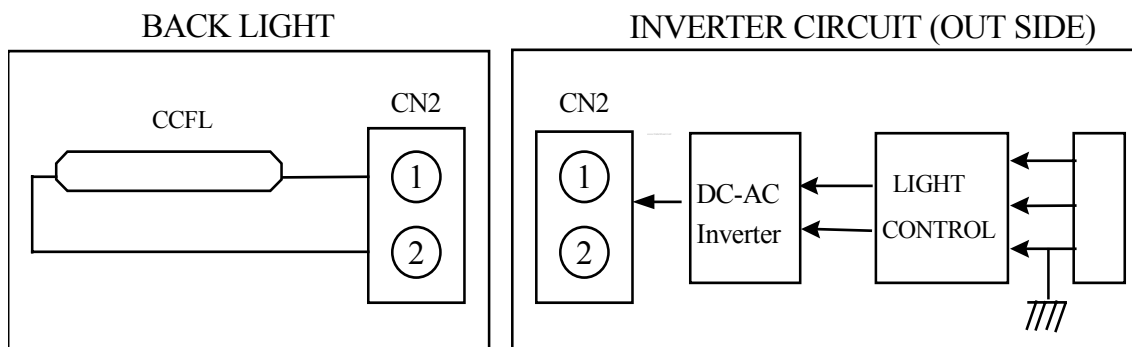 BACK LIGHT
CCFL
CN2
1
2
INVERTER CIRCUIT (OUT SIDE)
CN2
1
2
DC-AC
Inverter
LIGHT
CONTROL